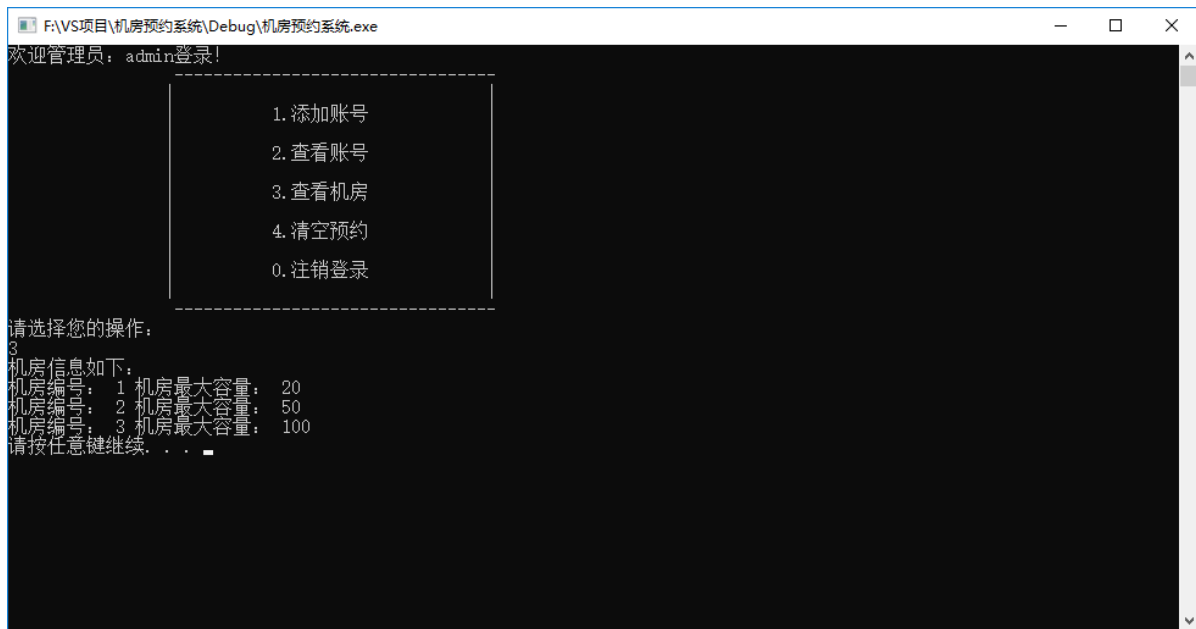 F:\VS项目\机房预约系统\Debug\机房预约系统.exe
欢迎管理员：admin登录！
---------------------------------
1.添加账号
2.查看账号
3.查看机房
4.清空预约
0.注销登录
---------------------------------
请选择您的操作：
3
机房信息如下：
机房编号： 1 机房最大容量： 20
机房编号： 2 机房最大容量： 50
机房编号： 3 机房最大容量： 100
请按任意键继续. . .